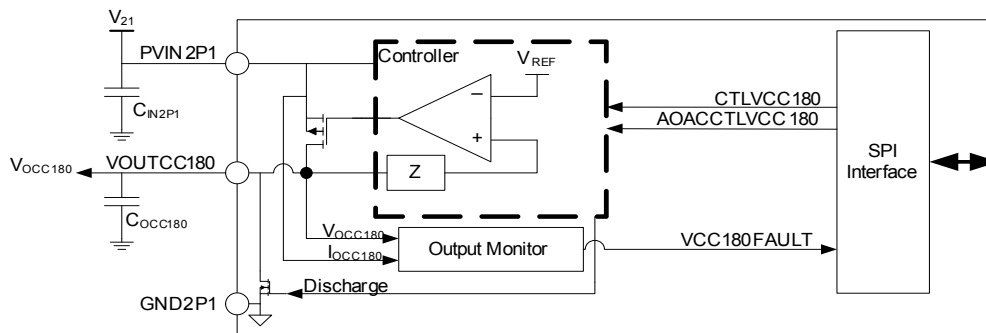 V21
PVIN2P1
Controller
VREF
CIN2P1
−
+
CTLVCC180
AOACCTLVCC180
SPI
Interface
VOCC180
VOUTCC180
Z
COCC180
VOCC180
IOCC180
Output Monitor
VCC180FAULT
Discharge
GND2P1